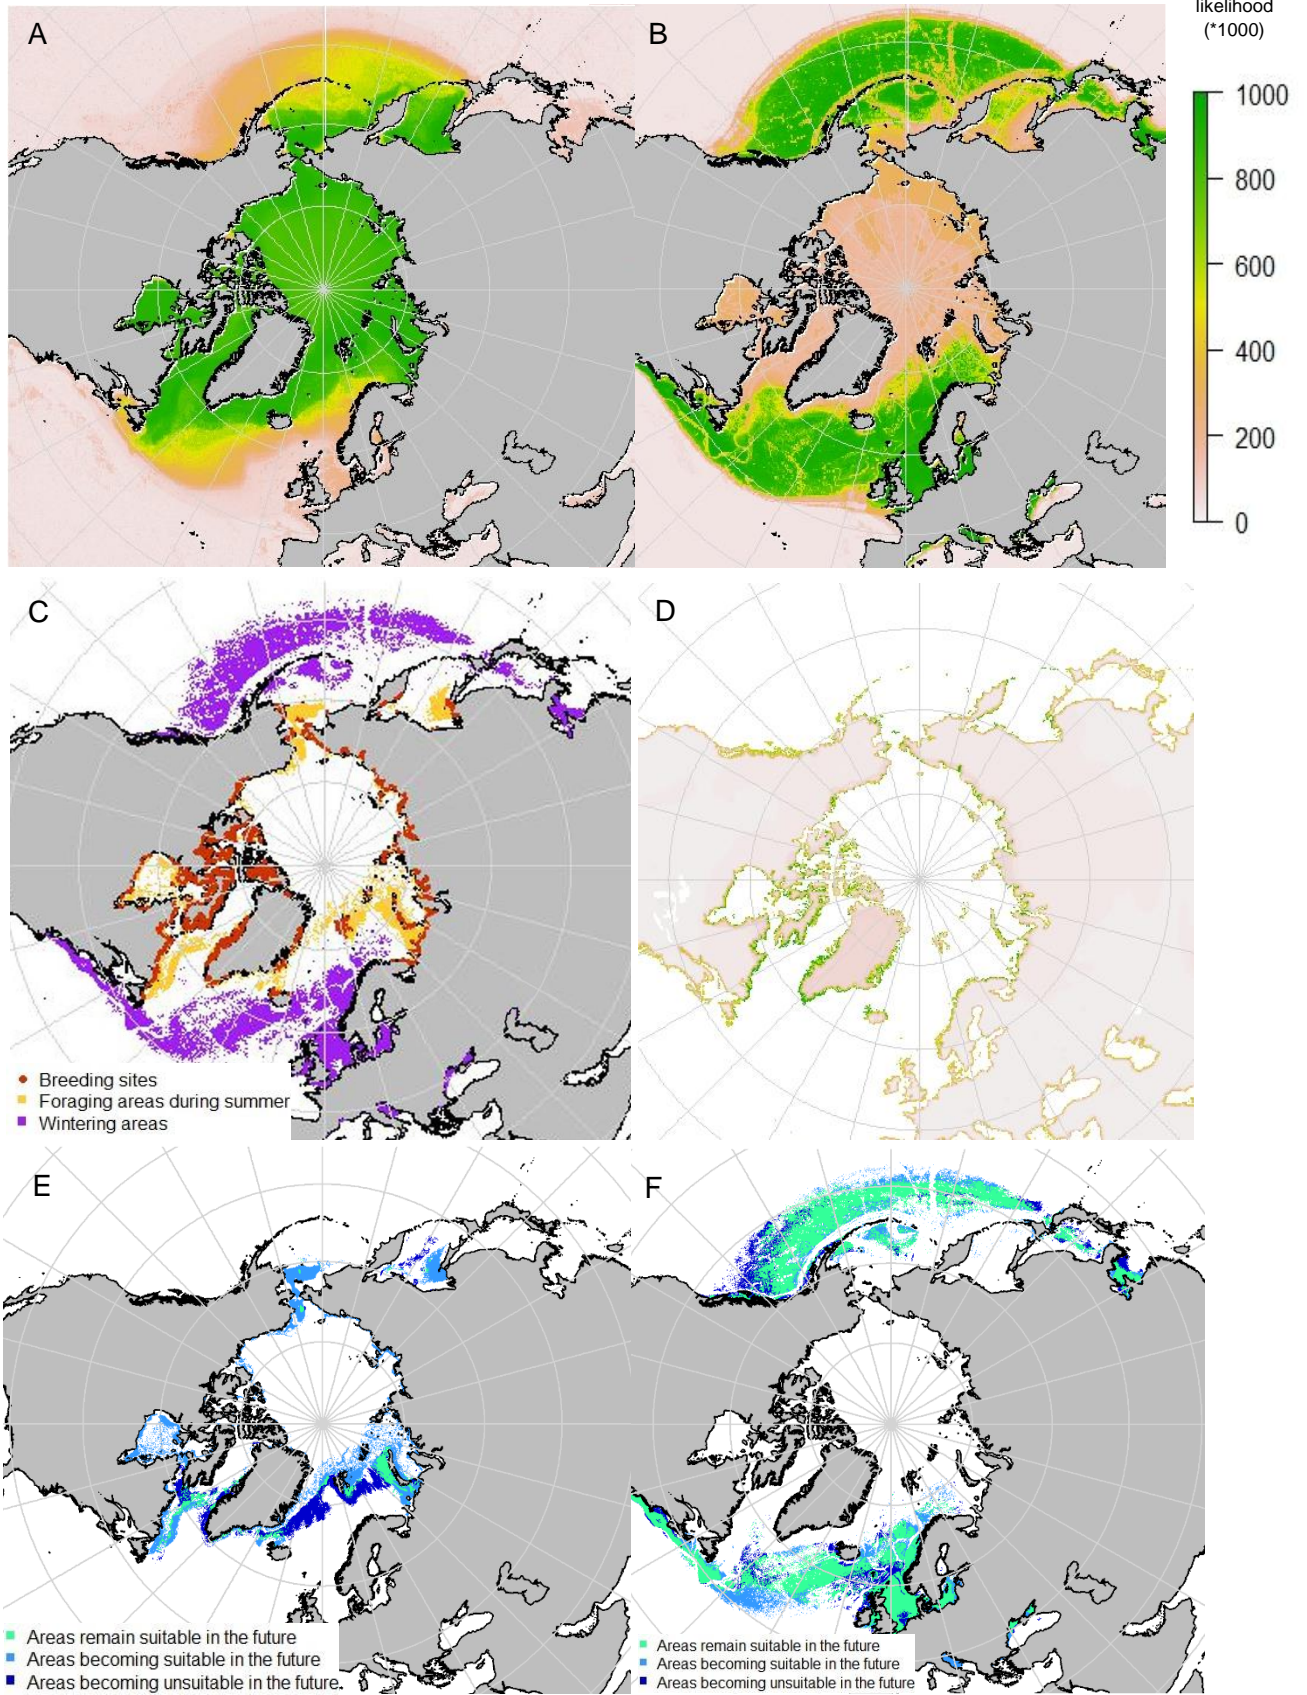 likelihood
(*1000)
A
B
1000
800
600
400
200
0
C
D
Breeding sites
Foraging areas during summer
Wintering areas
E
F
Areas remain suitable in the future
Areas becoming suitable in the future
Areas becoming unsuitable in the future.
Areas remain suitable in the future
Areas becoming suitable in the future
Areas becoming unsuitable in the future